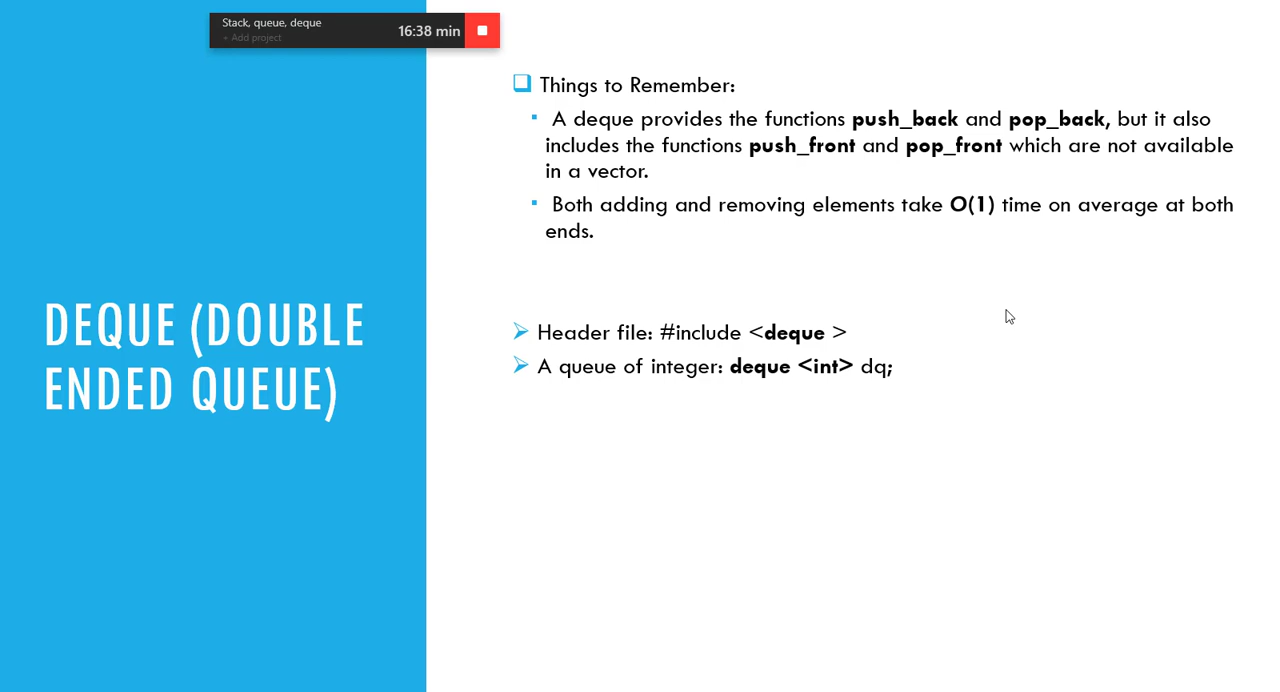 Stack, queue, deque
+ Add project
16:38 min
DEQUE (DOUBLE
ENDED QUEUE)
Things to Remember:
A deque provides the functions push_back and pop_back, but it also
includes the functions push_front and pop_front which are not available
in a vector.
Both adding and removing elements take O(1) time on average at both
ends.
Header file: #include <deque >
A queue of integer: deque <int> dq;